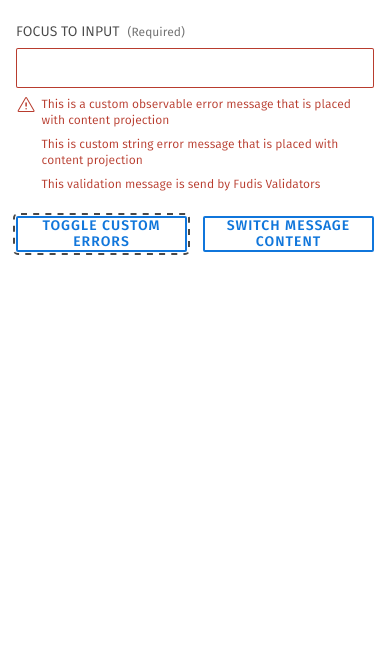 FOCUS TO INPUT (Required)
This is a custom observable error message that is placed
with content projection
This is custom string error message that is placed with
content projection
This validation message is send by Fudis Validators
TOGGLE CUSTOM
ERRORS
SWITCH MESSAGE
CONTENT